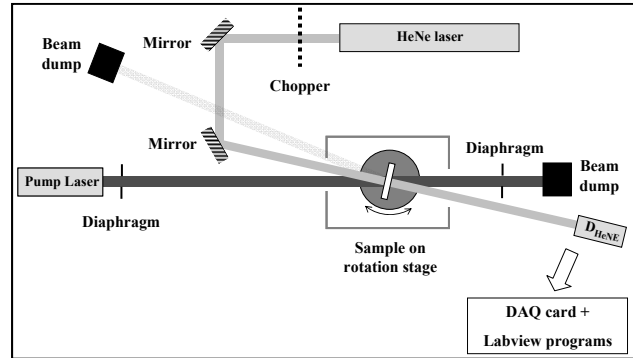 Beam
dump
Mirror
HeNe laser
Chopper
Mirror
Diaphragm
Beam
dump
Pump Laser
Diaphragm
Sample on
rotation stage
D_HeNE
DAQ card +
Labview programs